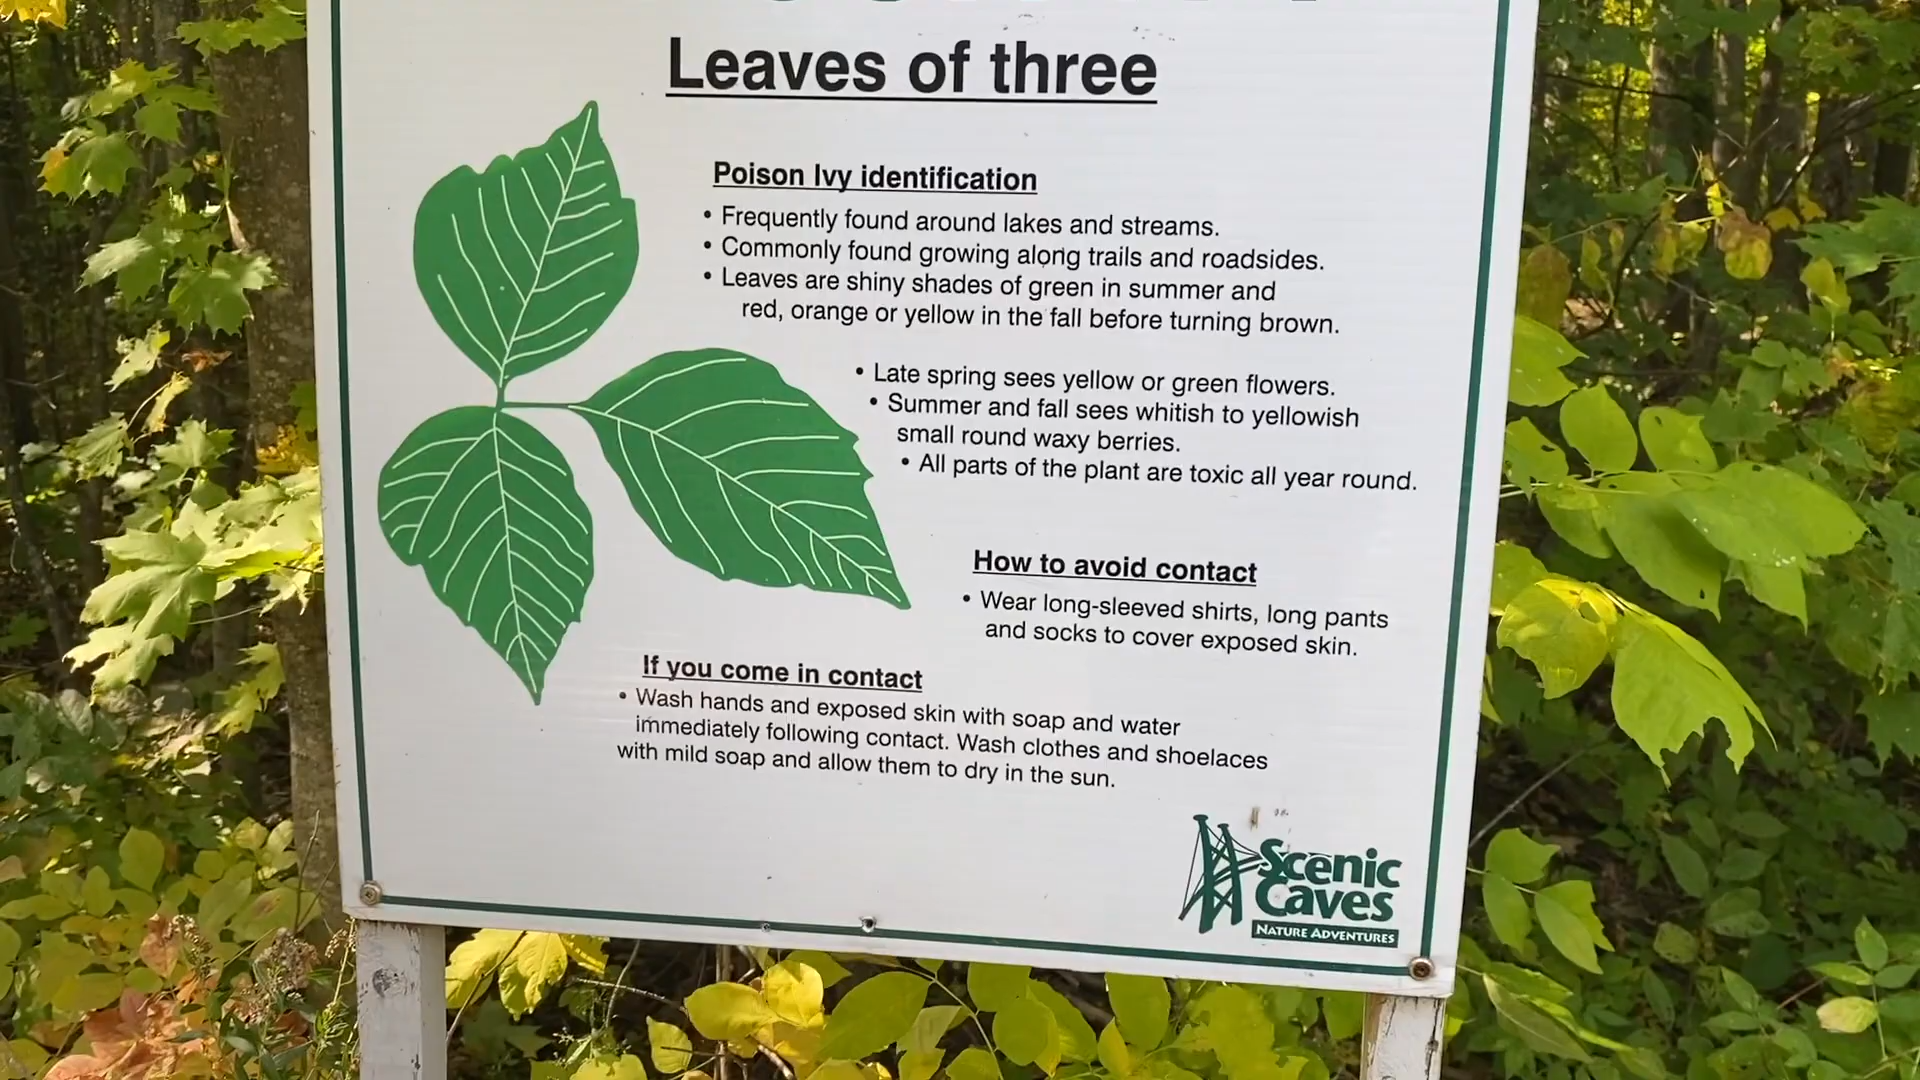 Leaves of three
Poison Ivy identification
• Frequently found around lakes and streams.
• Commonly found growing along trails and roadsides.
• Leaves are shiny shades of green in summer and
red, orange or yellow in the fall before turning brown.
• Late spring sees yellow or green flowers.
• Summer and fall sees whitish to yellowish
small round waxy berries.
• All parts of the plant are toxic all year round.
How to avoid contact
• Wear long-sleeved shirts, long pants
and socks to cover exposed skin.
If you come in contact
• Wash hands and exposed skin with soap and water
immediately following contact. Wash clothes and shoelaces
with mild soap and allow them to dry in the sun.
Scenic
Caves
NATURE ADVENTURES